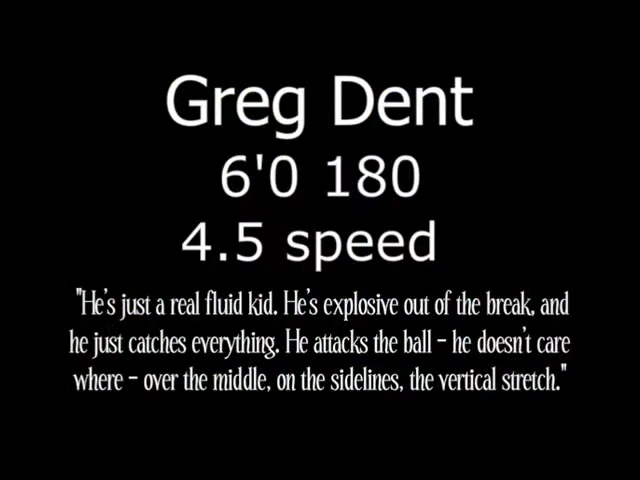 Greg Dent
6'0 180
4.5 speed
"He's just a real fluid kid. He's explosive out of the break, and
he just catches everything. He attacks the ball - he doesn't care
where - over the middle, on the sidelines, the vertical stretch."